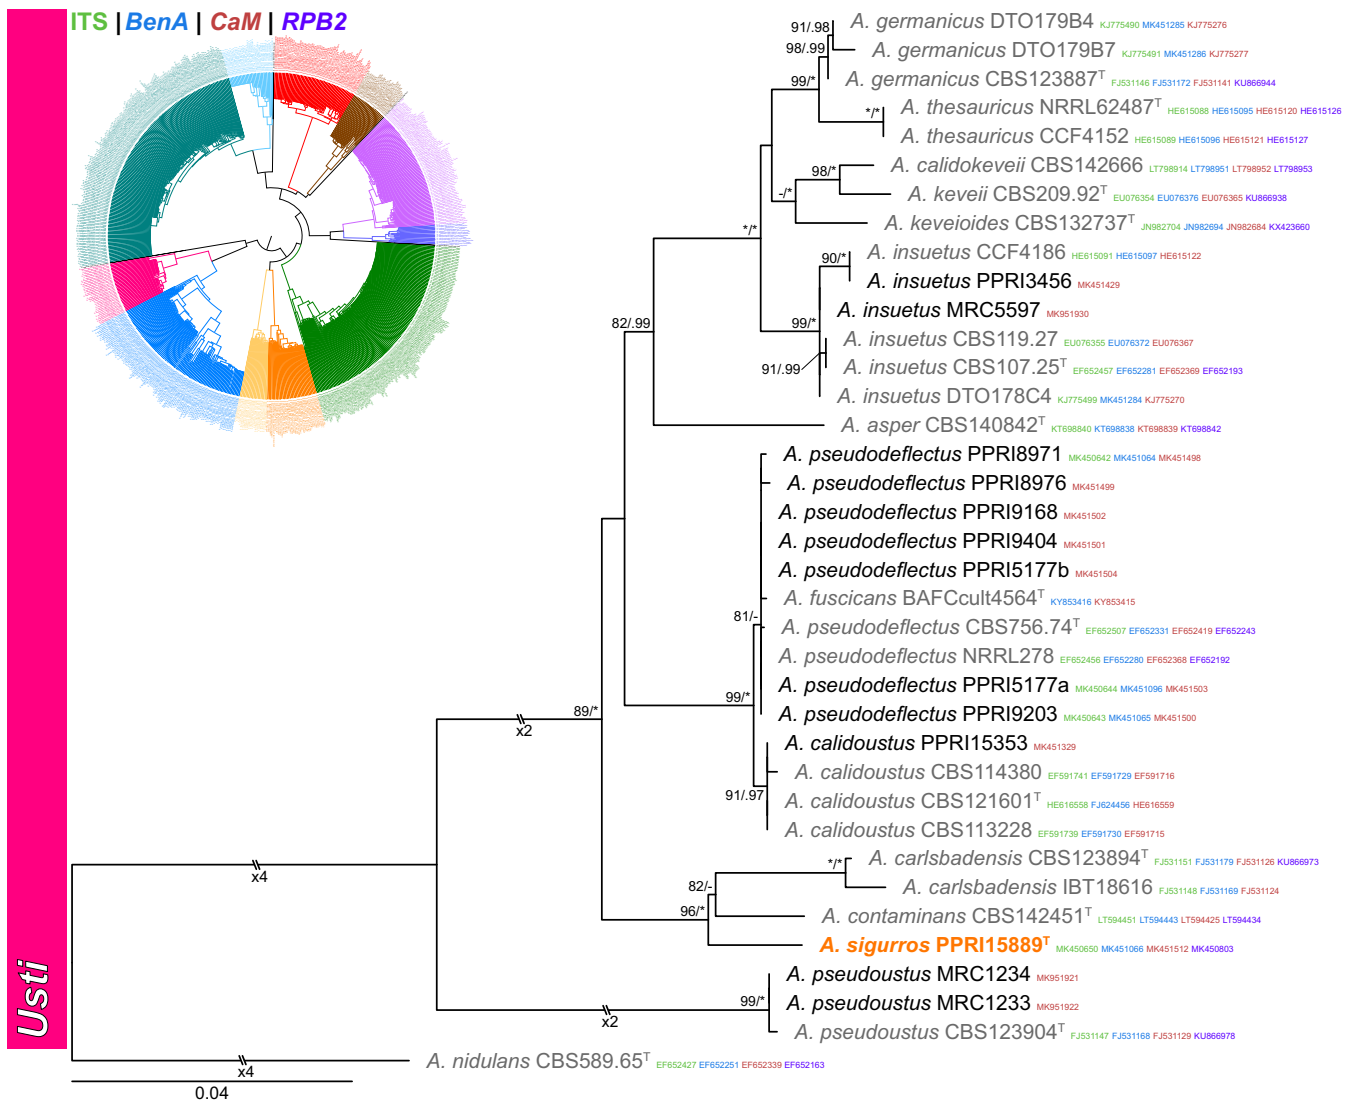 ITS | BenA | CaM | RPB2
A. germanicus DTO179B4 KJ775490 MK451285 KJ775276
91/.98
98/.99
A. germanicus DTO179B7 KJ775491 MK451286 KJ775277
99/*
A. germanicus CBS123887T FJ531146 FJ531172 FJ531141 KU866944
A. thesauricus NRRL62487T HE615088 HE615095 HE615120 HE615126
*/*
A. thesauricus CCF4152 HE615089 HE615096 HE615121 HE615127
98/*
A. calidokeveii CBS142666 LT798914 LT798951 LT798952 LT798953
-/*
A. keveii CBS209.92T EU076354 EU076376 EU076365 KU866938
*/*
A. keveioides CBS132737T JN982704 JN982694 JN982684 KX423660
90/*
A. insuetus CCF4186 HE615091 HE615097 HE615122
A. insuetus PPRI3456 MK451429
A. insuetus MRC5597 MK951930
82/.99
99/*
A. insuetus CBS119.27 EU076355 EU076372 EU076367
91/.99
A. insuetus CBS107.25T EF652457 EF652281 EF652369 EF652193
A. insuetus DTO178C4 KJ775499 MK451284 KJ775270
A. asper CBS140842T KT698840 KT698838 KT698839 KT698842
A. pseudodeflectus PPRI8971 MK450642 MK451064 MK451498
A. pseudodeflectus PPRI8976 MK451499
A. pseudodeflectus PPRI9168 MK451502
A. pseudodeflectus PPRI9404 MK451501
A. pseudodeflectus PPRI5177b MK451504
A. fuscicans BAFCcult4564T KY853416 KY853415
81/-
A. pseudodeflectus CBS756.74T EF652507 EF652331 EF652419 EF652243
A. pseudodeflectus NRRL278 EF652456 EF652280 EF652368 EF652192
A. pseudodeflectus PPRI5177a MK450644 MK451096 MK451503
99/*
A. pseudodeflectus PPRI9203 MK450643 MK451065 MK451500
89/*
x2
A. calidoustus PPRI15353 MK451329
A. calidoustus CBS114380 EF591741 EF591729 EF591716
91/.97
A. calidoustus CBS121601T HE616558 FJ624456 HE616559
A. calidoustus CBS113228 EF591739 EF591730 EF591715
*/*
A. carlsbadensis CBS123894T FJ531151 FJ531179 FJ531126 KU866973
x4
82/-
A. carlsbadensis IBT18616 FJ531148 FJ531169 FJ531124
96/*
A. contaminans CBS142451T LT594451 LT594443 LT594425 LT594434
A. sigurros PPRI15889T MK450650 MK451066 MK451512 MK450803
A. pseudoustus MRC1234 MK951921
99/*
A. pseudoustus MRC1233 MK951922
x2
A. pseudoustus CBS123904T FJ531147 FJ531168 FJ531129 KU866978
Usti
A. nidulans CBS589.65T EF652427 EF652251 EF652339 EF652163
x4
0.04